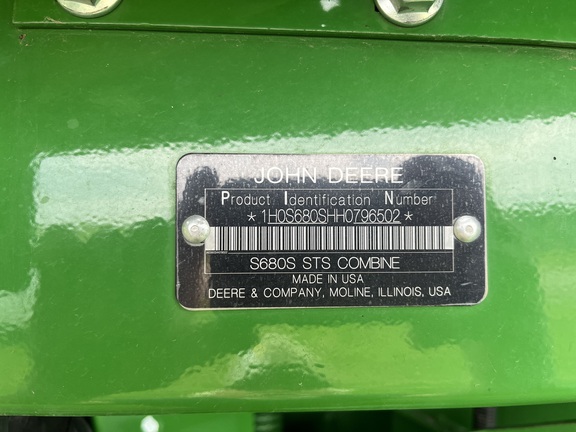 JOHN DEERE
Product Identification Number
*1H0S680SHH0796502*
S680S STS COMBINE
MADE IN USA
DEERE & COMPANY, MOLINE, ILLINOIS, USA